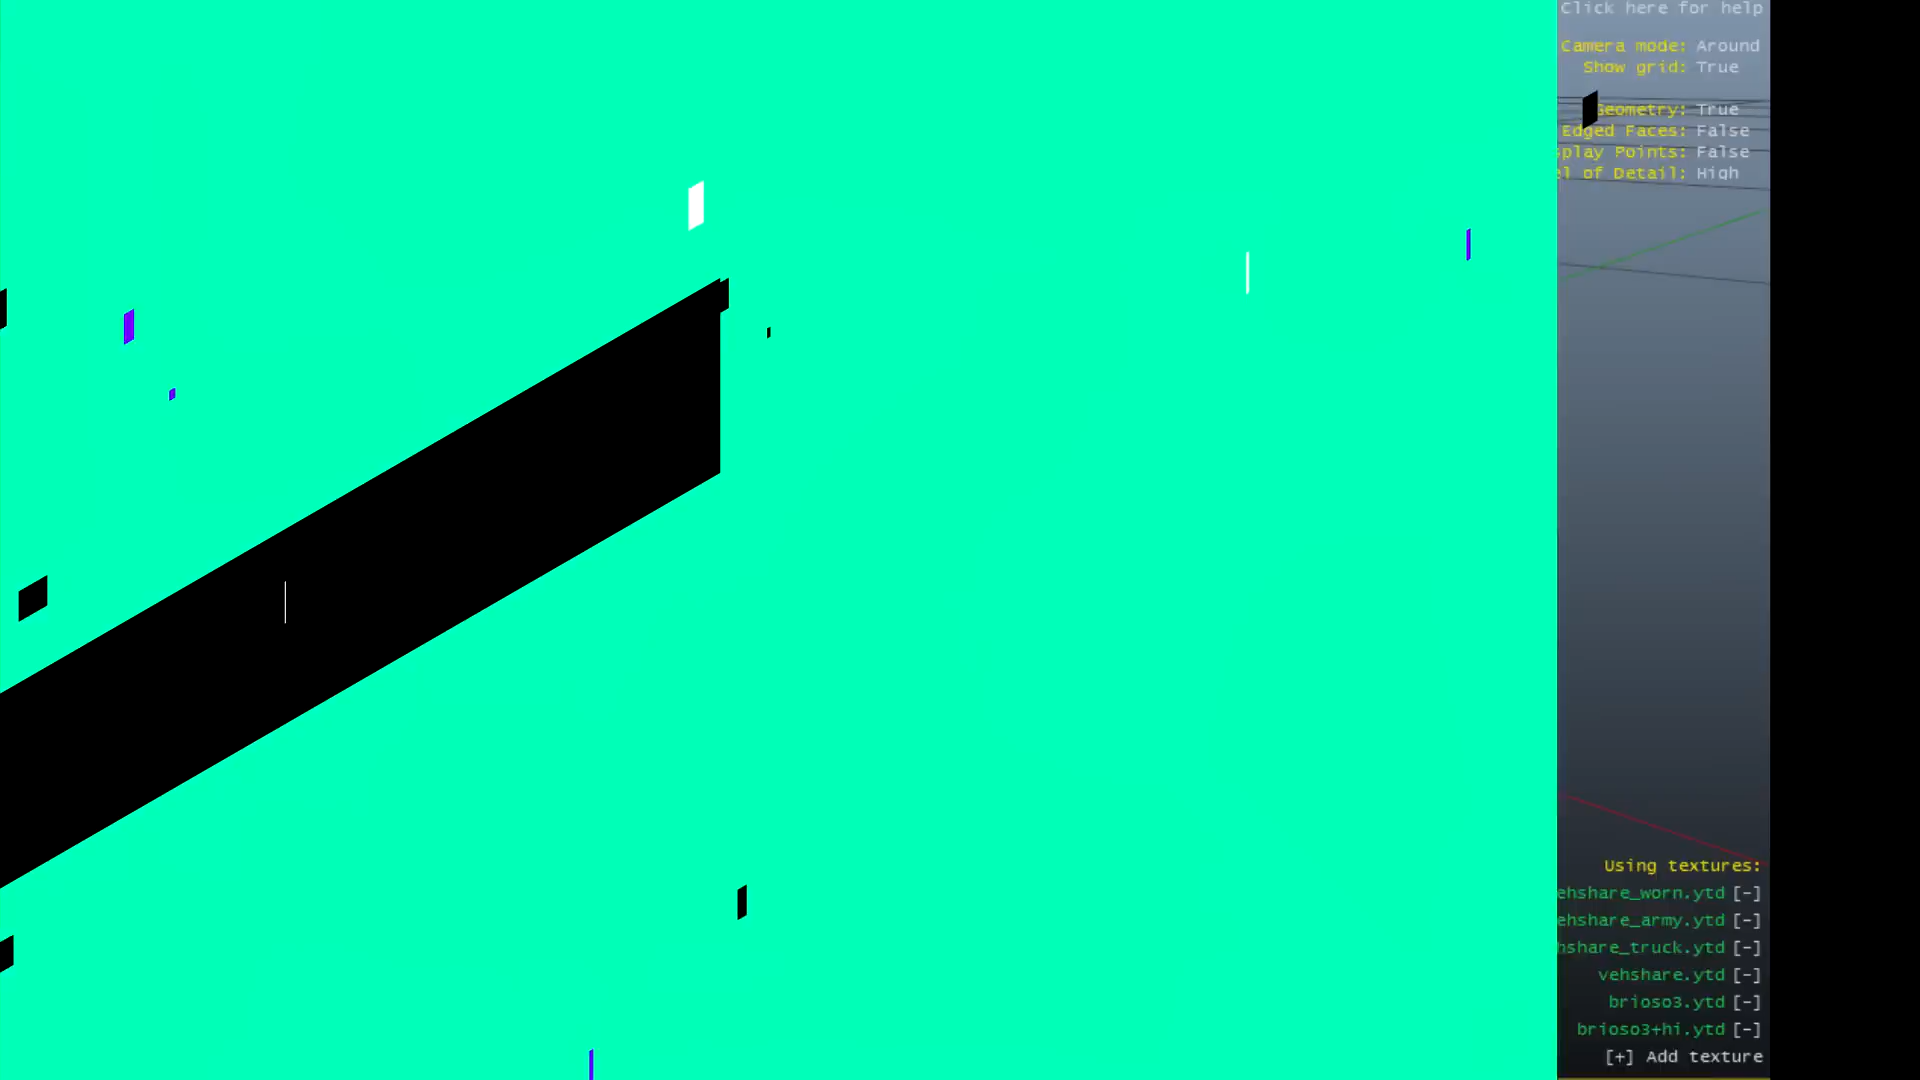 Click here for help
Camera mode: Around
Show grid: True
Geometry: True
Edged Faces: False
Points: False
of Detail: High
Using textures:
ehshare_worn.ytd [-]
ehshare_army.ytd [-]
hshare_truck.ytd [-]
vehshare.ytd [-]
brioso3.ytd [-]
brioso3+hi.ytd [-]
[+] Add texture